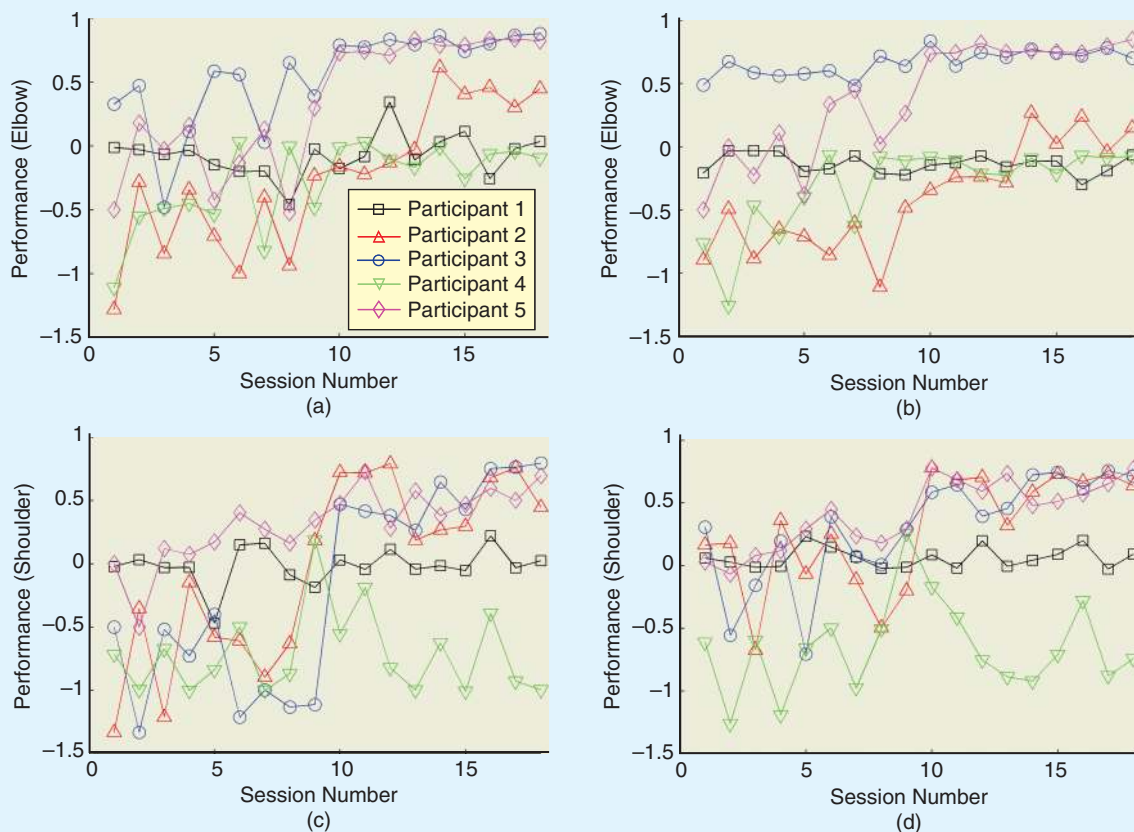 Performance (Elbow)
1
0.5
0
−0.5
−1
−1.5
0
5
10
15
Session Number
(a)
Participant 1
Participant 2
Participant 3
Participant 4
Participant 5
Performance (Elbow)
1
0.5
0
−0.5
−1
−1.5
0
5
10
15
Session Number
(b)
Performance (Shoulder)
1
0.5
0
−0.5
−1
−1.5
0
5
10
15
Session Number
(c)
Performance (Shoulder)
1
0.5
0
−0.5
−1
−1.5
0
5
10
15
Session Number
(d)